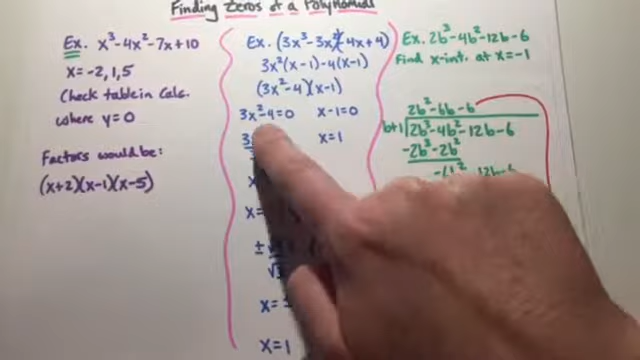 Finding Zeros of a Polynomial
Ex. x³-4x²-7x+10
x=-2,1,5
Check table in Calc.
where y=0
Factors would be:
(x+2)(x-1)(x-5)
Ex. (3x³-3x²)(-4x+4)
3x²(x-1)-4(x-1)
(3x²-4)(x-1)
3x²-4=0 x-1=0
x=1
x=
x=1
Ex. 2b³-4b²-12b-6
Find x-int. at x=-1
2b²-6b-6
b+1 2b³-4b²-12b-6
-2b³-2b²
12b-6